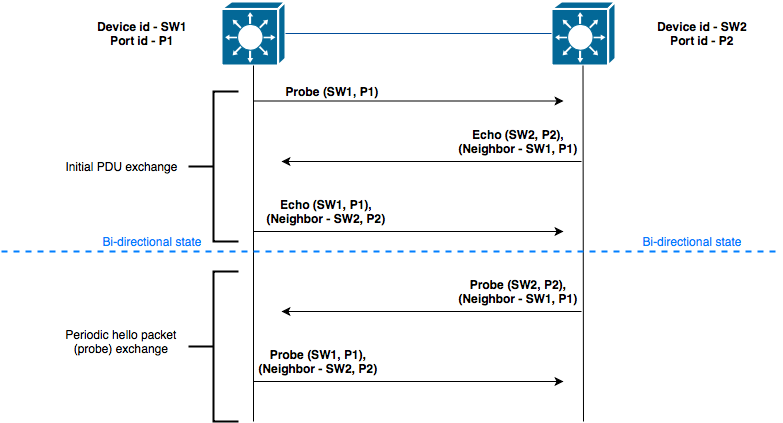 Device id - SW1
Port id - P1
Device id - SW2
Port id - P2
Probe (SW1, P1)
Echo (SW2, P2),
(Neighbor - SW1, P1)
Initial PDU exchange
Echo (SW1, P1),
(Neighbor - SW2, P2)
Bi-directional state
Bi-directional state
Probe (SW2, P2),
(Neighbor - SW1, P1)
Periodic hello packet
(probe) exchange
Probe (SW1, P1),
(Neighbor - SW2, P2)